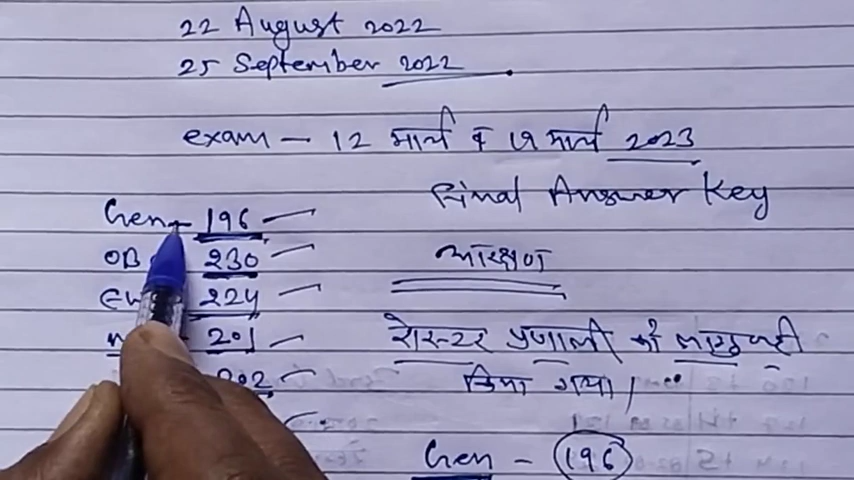 22 August 2022
25 September 2022
exam - 12 मार्च व 19 मार्च 2023
Final Answer Key
Gen - 196
OB 230
आरक्षण
224
201
रोस्टर प्रणाली को लागू नही
202
किया गया।
Gen - 196